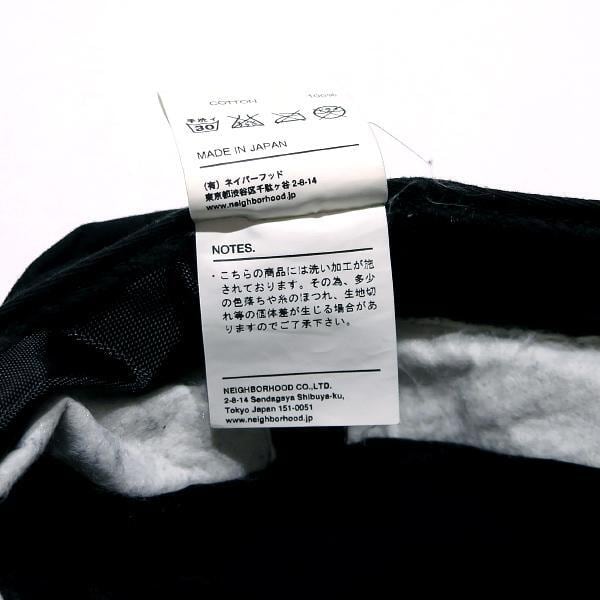 COTTON 100%
手洗イ
30
MADE IN JAPAN
(有) ネイバーフッド
東京都渋谷区千駄ヶ谷 2-8-14
www.neighborhood.jp
NOTES.
・こちらの商品には洗い加工が施
されております。その為、多少
の色落ちや糸のほつれ、生地切
れ等の個体差が生じる場合があ
りますのでご了承下さい。
NEIGHBORHOOD CO.,LTD.
2-8-14 Sendagaya Shibuya-ku,
Tokyo Japan 151-0051
www.neighborhood.jp